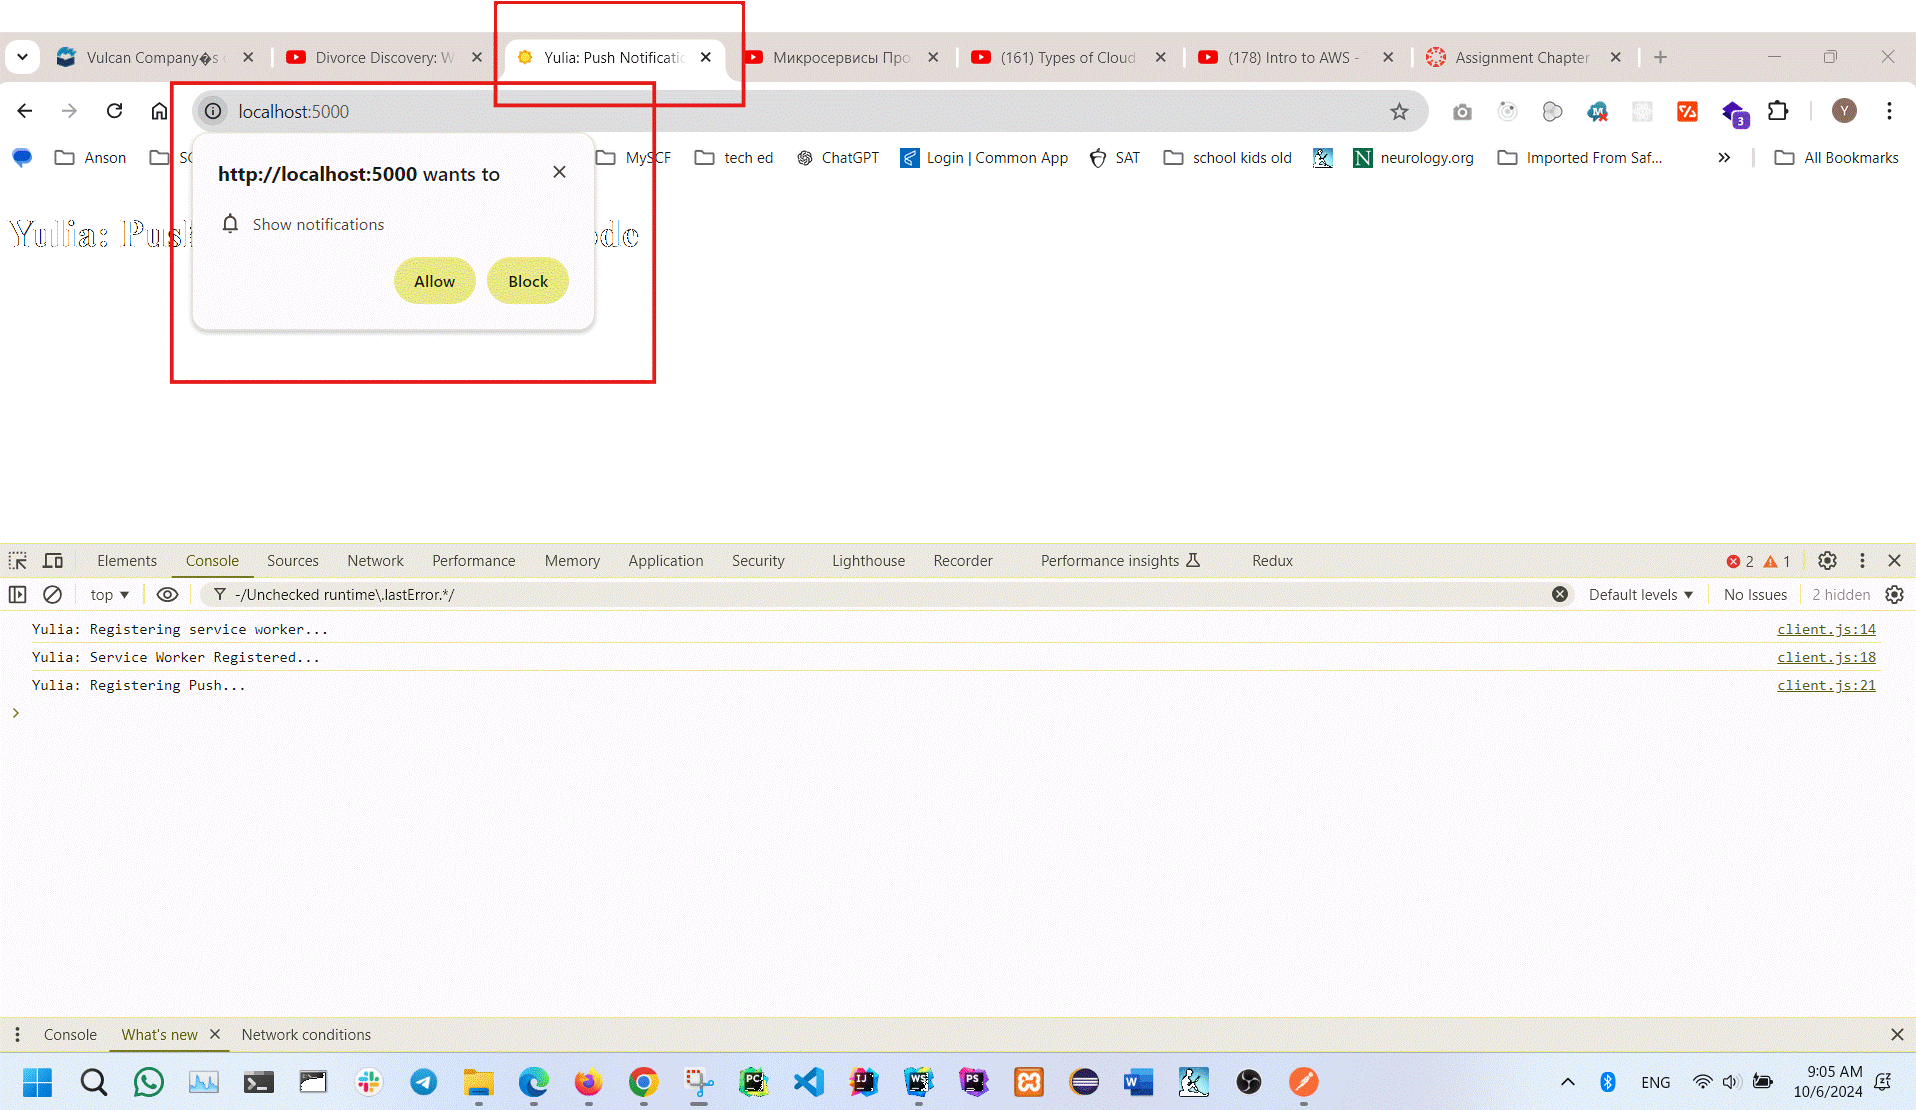 Vulcan Company�s
Divorce Discovery: W
Yulia: Push Notificatio
Микросервисы Про
(161) Types of Cloud
(178) Intro to AWS -
Assignment Chapter
localhost:5000
3
Y
Anson
SC
MySCF
tech ed
ChatGPT
Login | Common App
SAT
school kids old
neurology.org
Imported From Saf...
All Bookmarks
http://localhost:5000 wants to
Show notifications
Allow
Block
Yulia: Push
ode
Elements
Console
Sources
Network
Performance
Memory
Application
Security
Lighthouse
Recorder
Performance insights
Redux
2
1
top
-/Unchecked runtime\.lastError.*/
Default levels
No Issues
2 hidden
Yulia: Registering service worker...
client.js:14
Yulia: Service Worker Registered...
client.js:18
Yulia: Registering Push...
client.js:21
Console
What's new
Network conditions
ENG
9:05 AM
10/6/2024